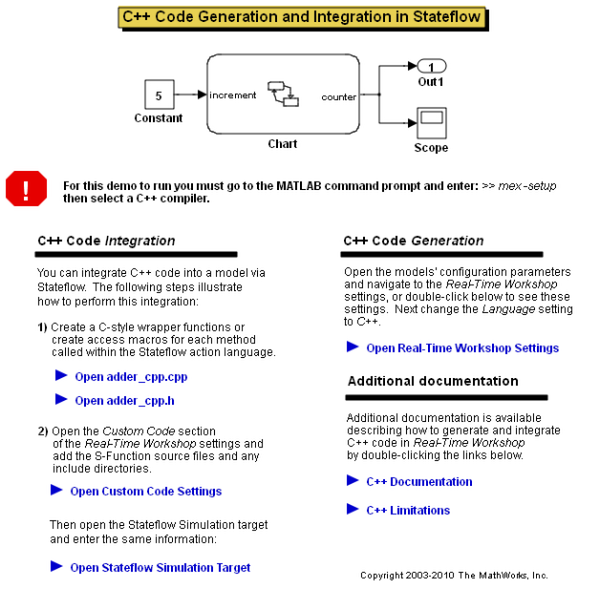 C++ Code Generation and Integration in Stateflow
5
Constant
increment
counter
Chart
1
Out1
Scope
!
For this demo to run you must go to the MATLAB command prompt and enter: >> mex -setup
then select a C++ compiler.
C++ Code Integration
You can integrate C++ code into a model via
Stateflow. The following steps illustrate
how to perform this integration:
1) Create a C-style wrapper functions or
create access macros for each method
called within the Stateflow action language.
Open adder_cpp.cpp
Open adder_cpp.h
2) Open the Custom Code section
of the Real-Time Workshop settings and
add the S-Function source files and any
include directories.
Open Custom Code Settings
Then open the Stateflow Simulation target
and enter the same information:
Open Stateflow Simulation Target
C++ Code Generation
Open the models' configuration parameters
and navigate to the Real-Time Workshop
settings, or double-click below to see these
settings. Next change the Language setting
to C++.
Open Real-Time Workshop Settings
Additional documentation
Additional documentation is available
describing how to generate and integrate
C++ code in Real-Time Workshop
by double-clicking the links below.
C++ Documentation
C++ Limitations
Copyright 2003-2010 The MathWorks, Inc.